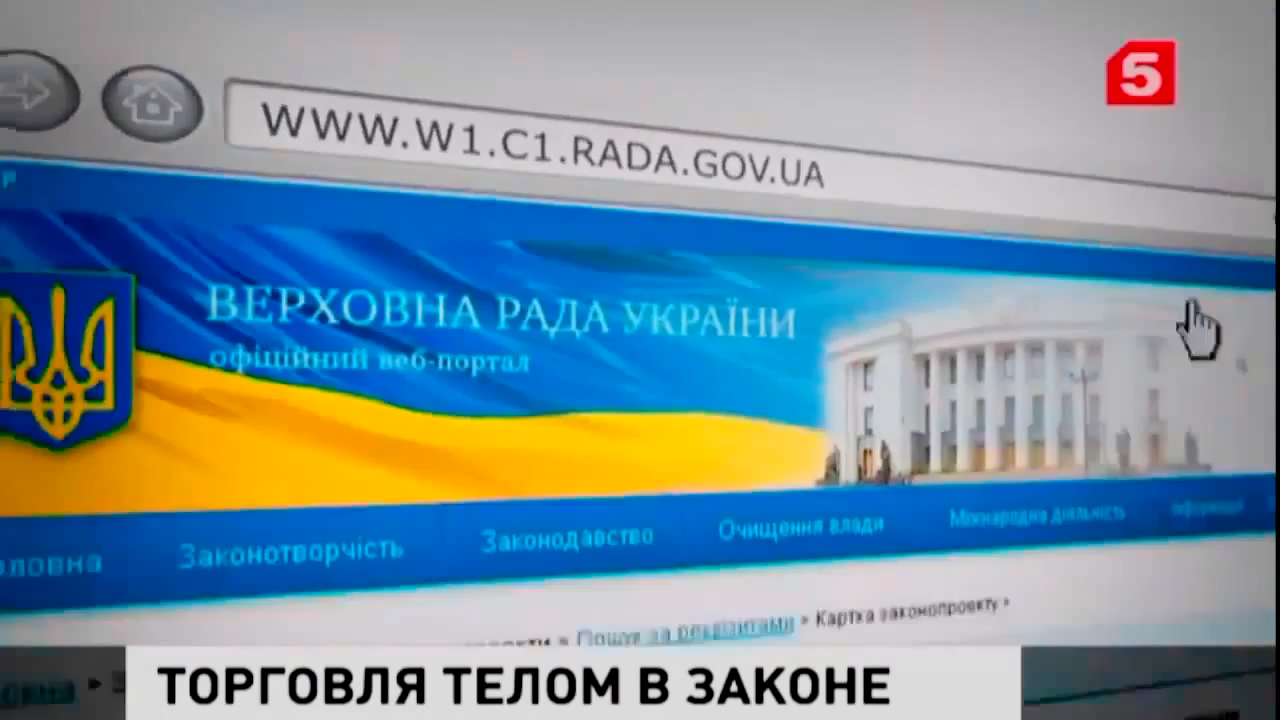 5
WWW.W1.C1.RADA.GOV.UA
ВЕРХОВНА РАДА УКРАЇНИ
офіційний веб-портал
Законотворчість Законодавство Очищення влади Міжнародна діяльність
» Пошук за реквізитами » Картка законопроекту »
ТОРГОВЛЯ ТЕЛОМ В ЗАКОНЕ